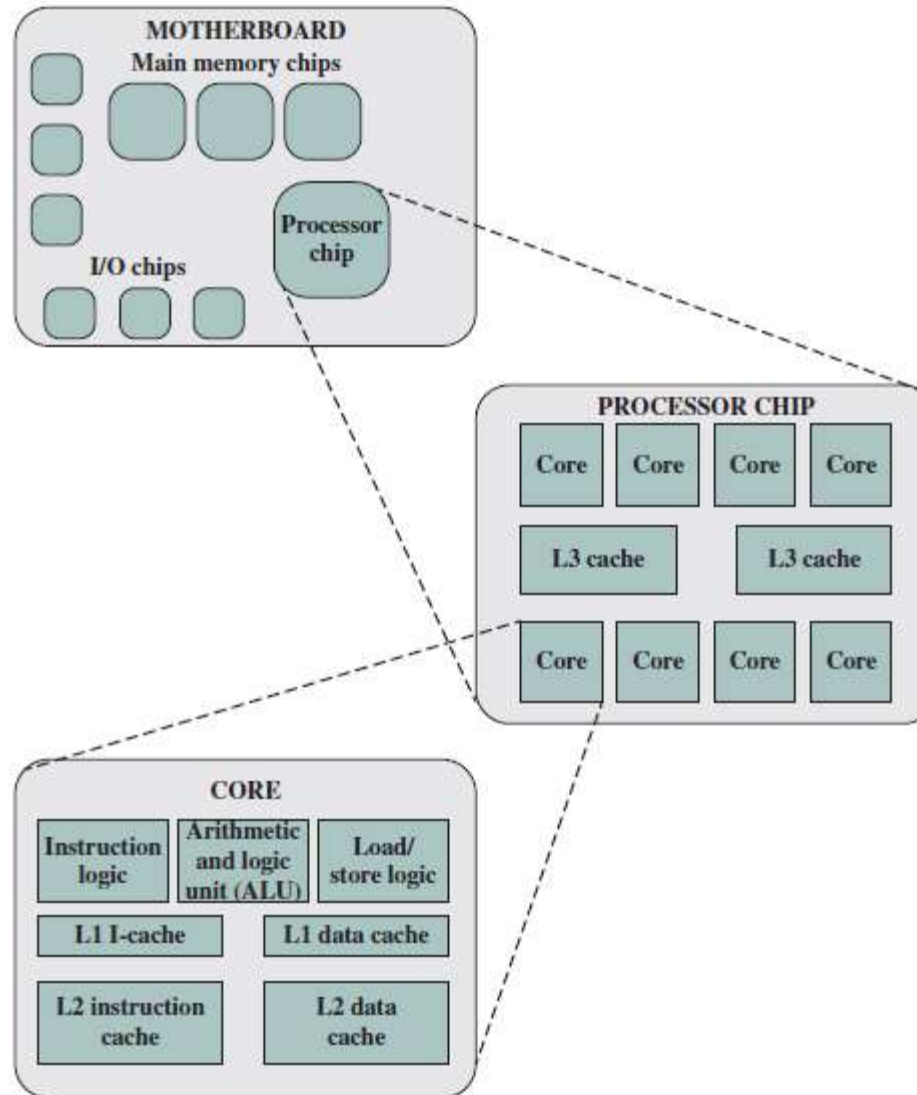 MOTHERBOARD
Main memory chips
Processor
chip
I/O chips
PROCESSOR CHIP
Core
Core
Core
Core
L3 cache
L3 cache
Core
Core
Core
Core
CORE
Instruction
logic
Arithmetic
and logic
unit (ALU)
Load/
store logic
L1 I-cache
L1 data cache
L2 instruction
cache
L2 data
cache